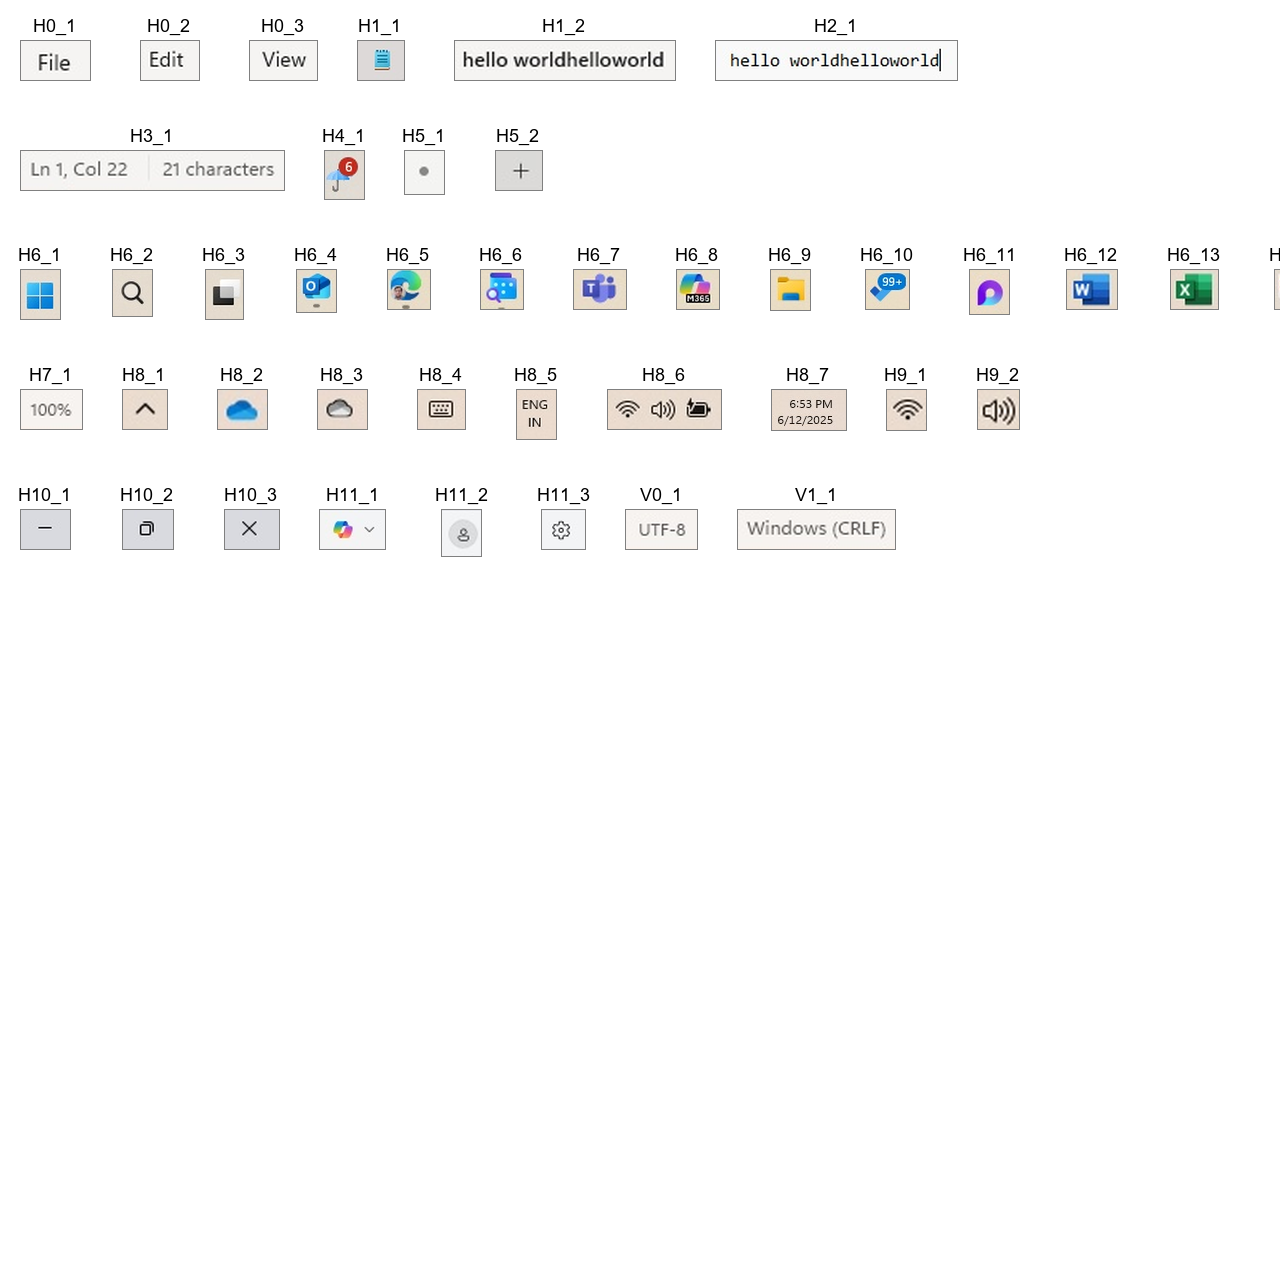 H0_1 H0_2 H0_3 H1_1 H1_2 H2_1
File Edit View hello worldhelloworld hello worldhelloworld
H3_1 H4_1 H5_1 H5_2
Ln 1, Col 22 21 characters 6 +
H6_1 H6_2 H6_3 H6_4 H6_5 H6_6 H6_7 H6_8 H6_9 H6_10 H6_11 H6_12 H6_13 H
O T M365 99+ W X
H7_1 H8_1 H8_2 H8_3 H8_4 H8_5 H8_6 H8_7 H9_1 H9_2
100% ENG 6:53 PM
IN 6/12/2025
H10_1 H10_2 H10_3 H11_1 H11_2 H11_3 V0_1 V1_1
UTF-8 Windows (CRLF)